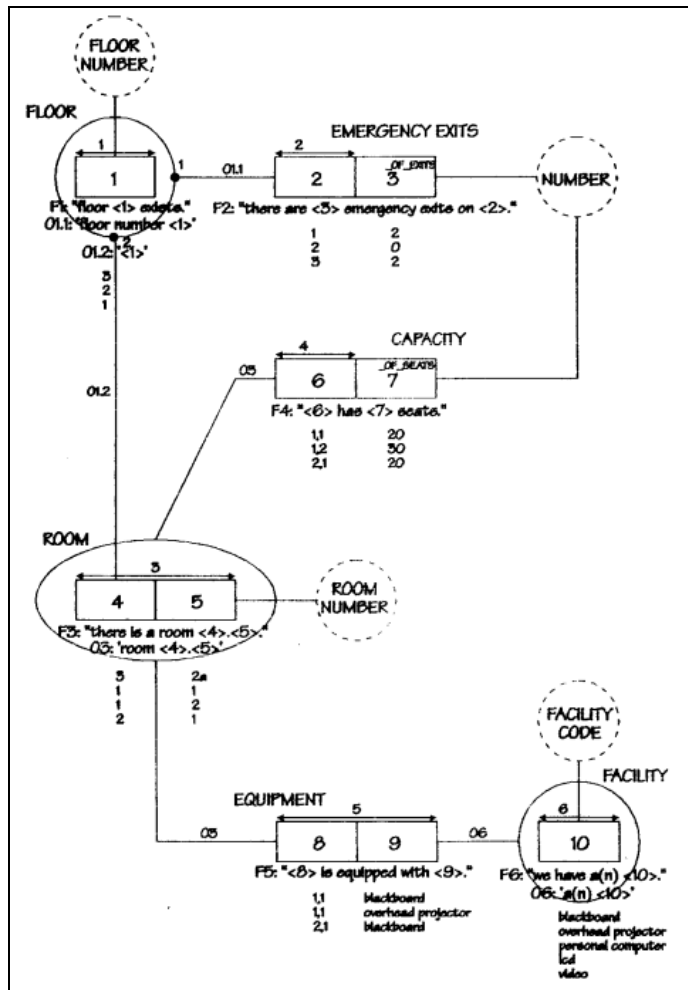 FLOOR
NUMBER
FLOOR
1
1
F1: "floor <1> exists."
O1.1: "floor number <1>'
O1.2: '<1>'
2
3
2
1
1
O1.1
EMERGENCY EXITS
2
2
_OF_EXITS
3
F2: "there are <3> emergency exits on <2>."
1 2
2 0
3 2
NUMBER
CAPACITY
4
6
_OF_SEATS
7
O3
F4: "<6> has <7> seats."
1,1 20
1,2 30
2,1 20
O1.2
ROOM
3
4 5
F3: "there is a room <4>.<5>."
O3: 'room <4>.<5>'
3 2a
1 1
1 2
2 1
ROOM
NUMBER
FACILITY
CODE
FACILITY
6
10
F6: "we have a(n) <10>."
O6: 'a(n) <10>'
blackboard
overhead projector
personal computer
lcd
video
EQUIPMENT
5
O3
8 9
O6
F5: "<8> is equipped with <9>."
1,1 blackboard
1,1 overhead projector
2,1 blackboard